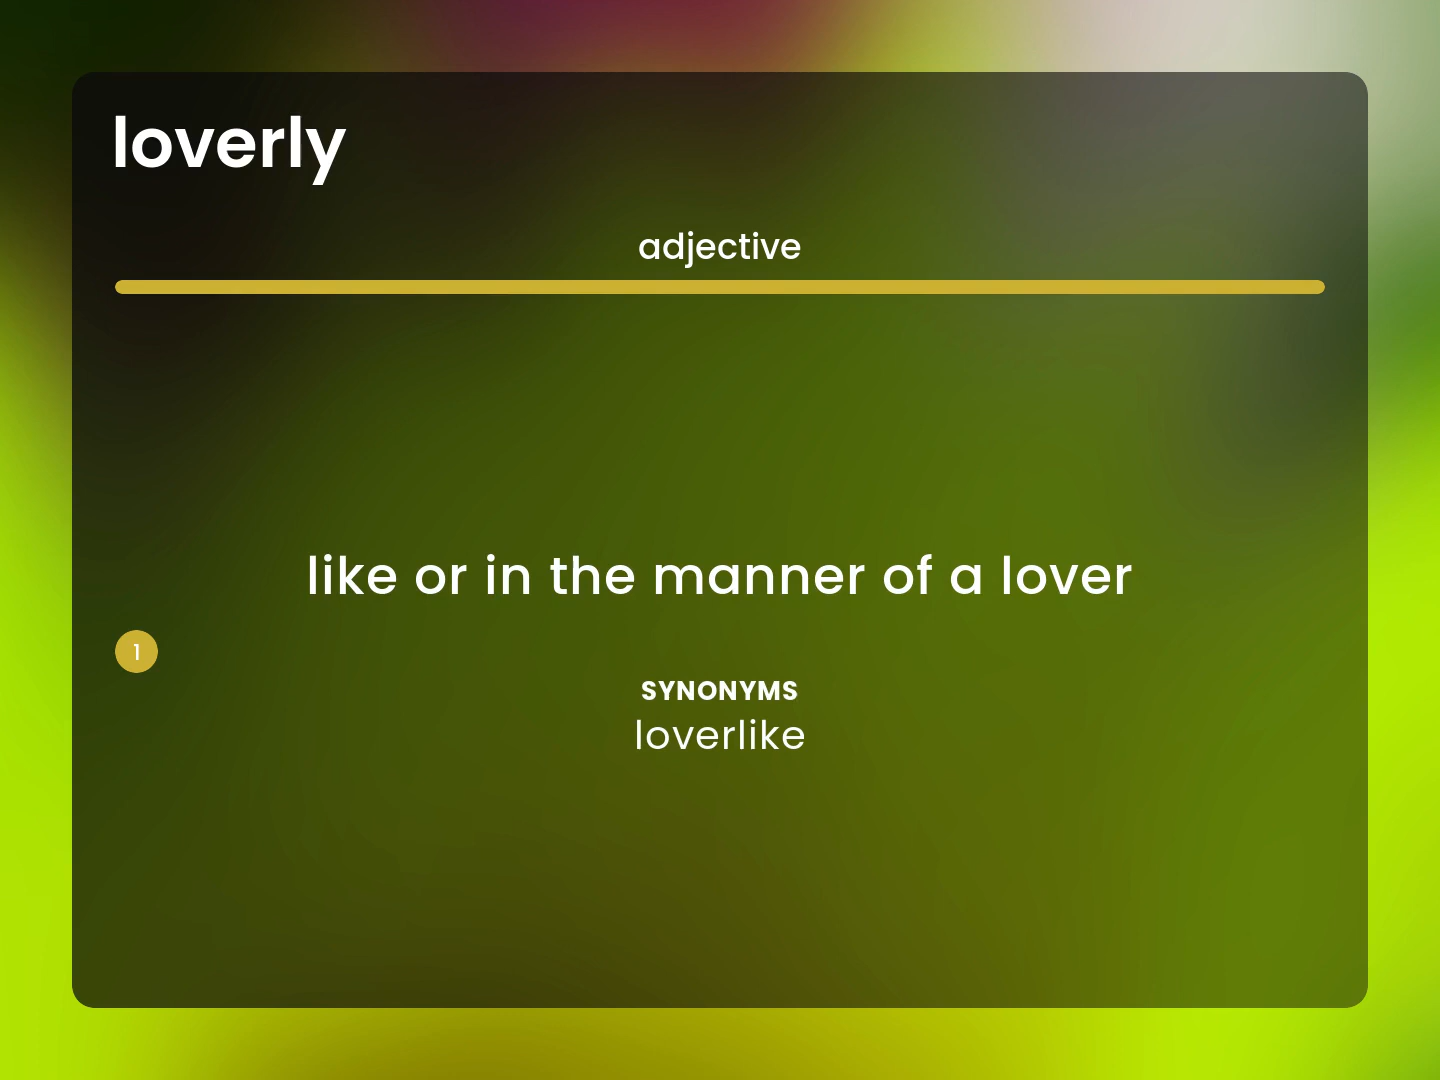 loverly
adjective
like or in the manner of a lover
1
SYNONYMS
loverlike